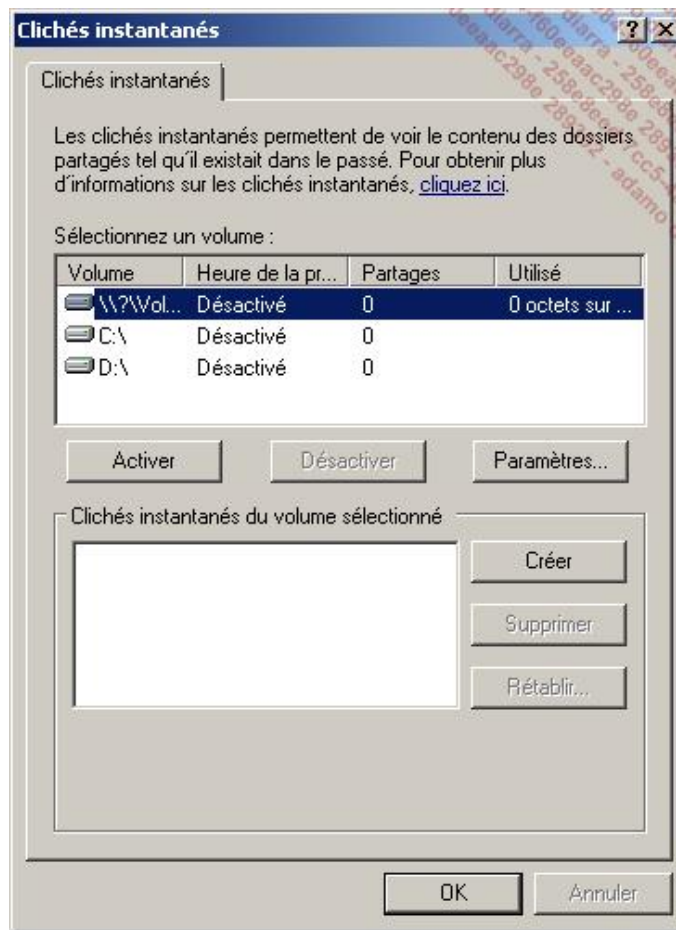 Clichés instantanés
Clichés instantanés
Les clichés instantanés permettent de voir le contenu des dossiers
partagés tel qu'il existait dans le passé. Pour obtenir plus
d'informations sur les clichés instantanés, cliquez ici.
Sélectionnez un volume :
Volume Heure de la pr... Partages Utilisé
\\?\Vol... Désactivé 0 0 octets sur ...
C:\ Désactivé 0
D:\ Désactivé 0
Activer Désactiver Paramètres...
Clichés instantanés du volume sélectionné
Créer
Supprimer
Rétablir...
OK Annuler